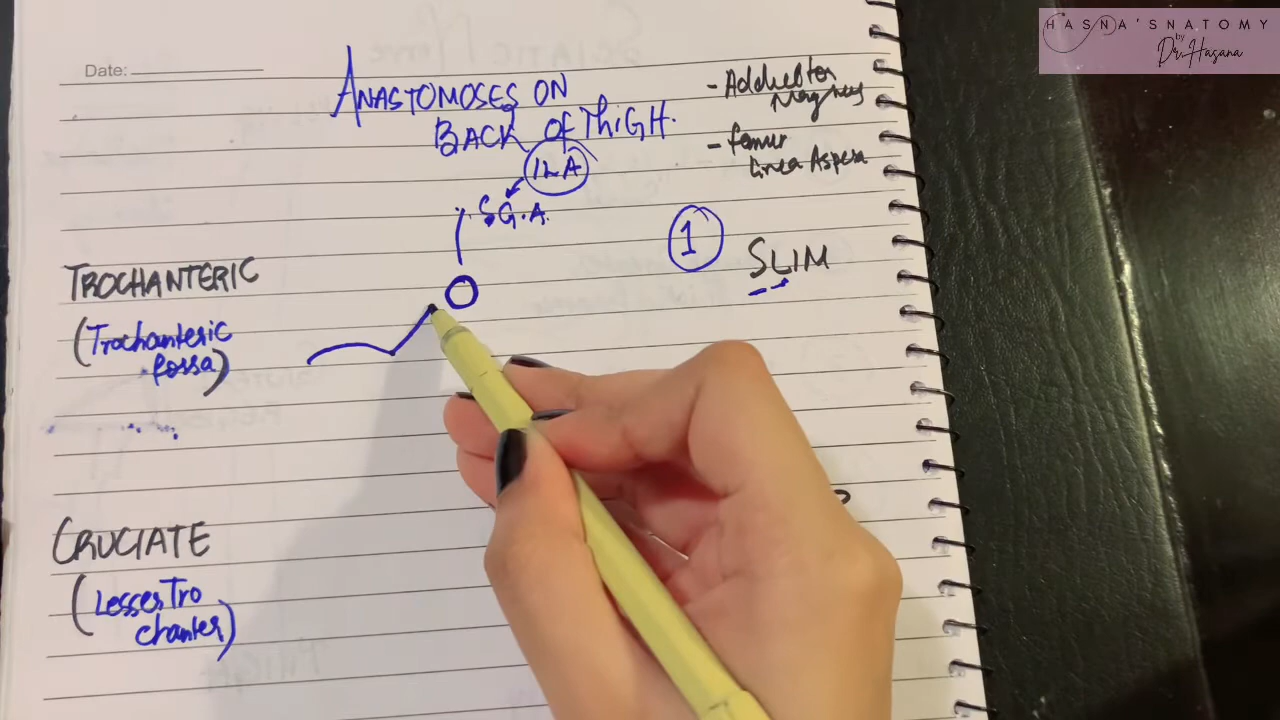 HASNA'SNATOMY
by
Dr. Hasana
Date:
ANASTOMOSES ON
BACK Of THIGH.
- Adductor
Magnus
- femur
Linea Aspera
ILA
S.G.A.
1
SLIM
TROCHANTERIC
(Trochanteric
fossa)
CRUCIATE
(Lesser Tro
chanter)